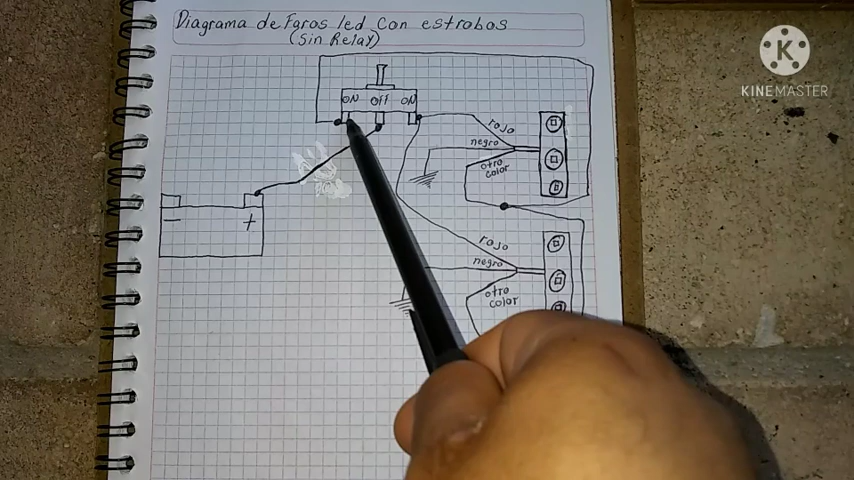 Diagrama de Faros led con estrobos
(Sin Relay)
K
KINEMASTER
ON OFF ON
rojo
negro
otro
color
- +
rojo
negro
otro
color